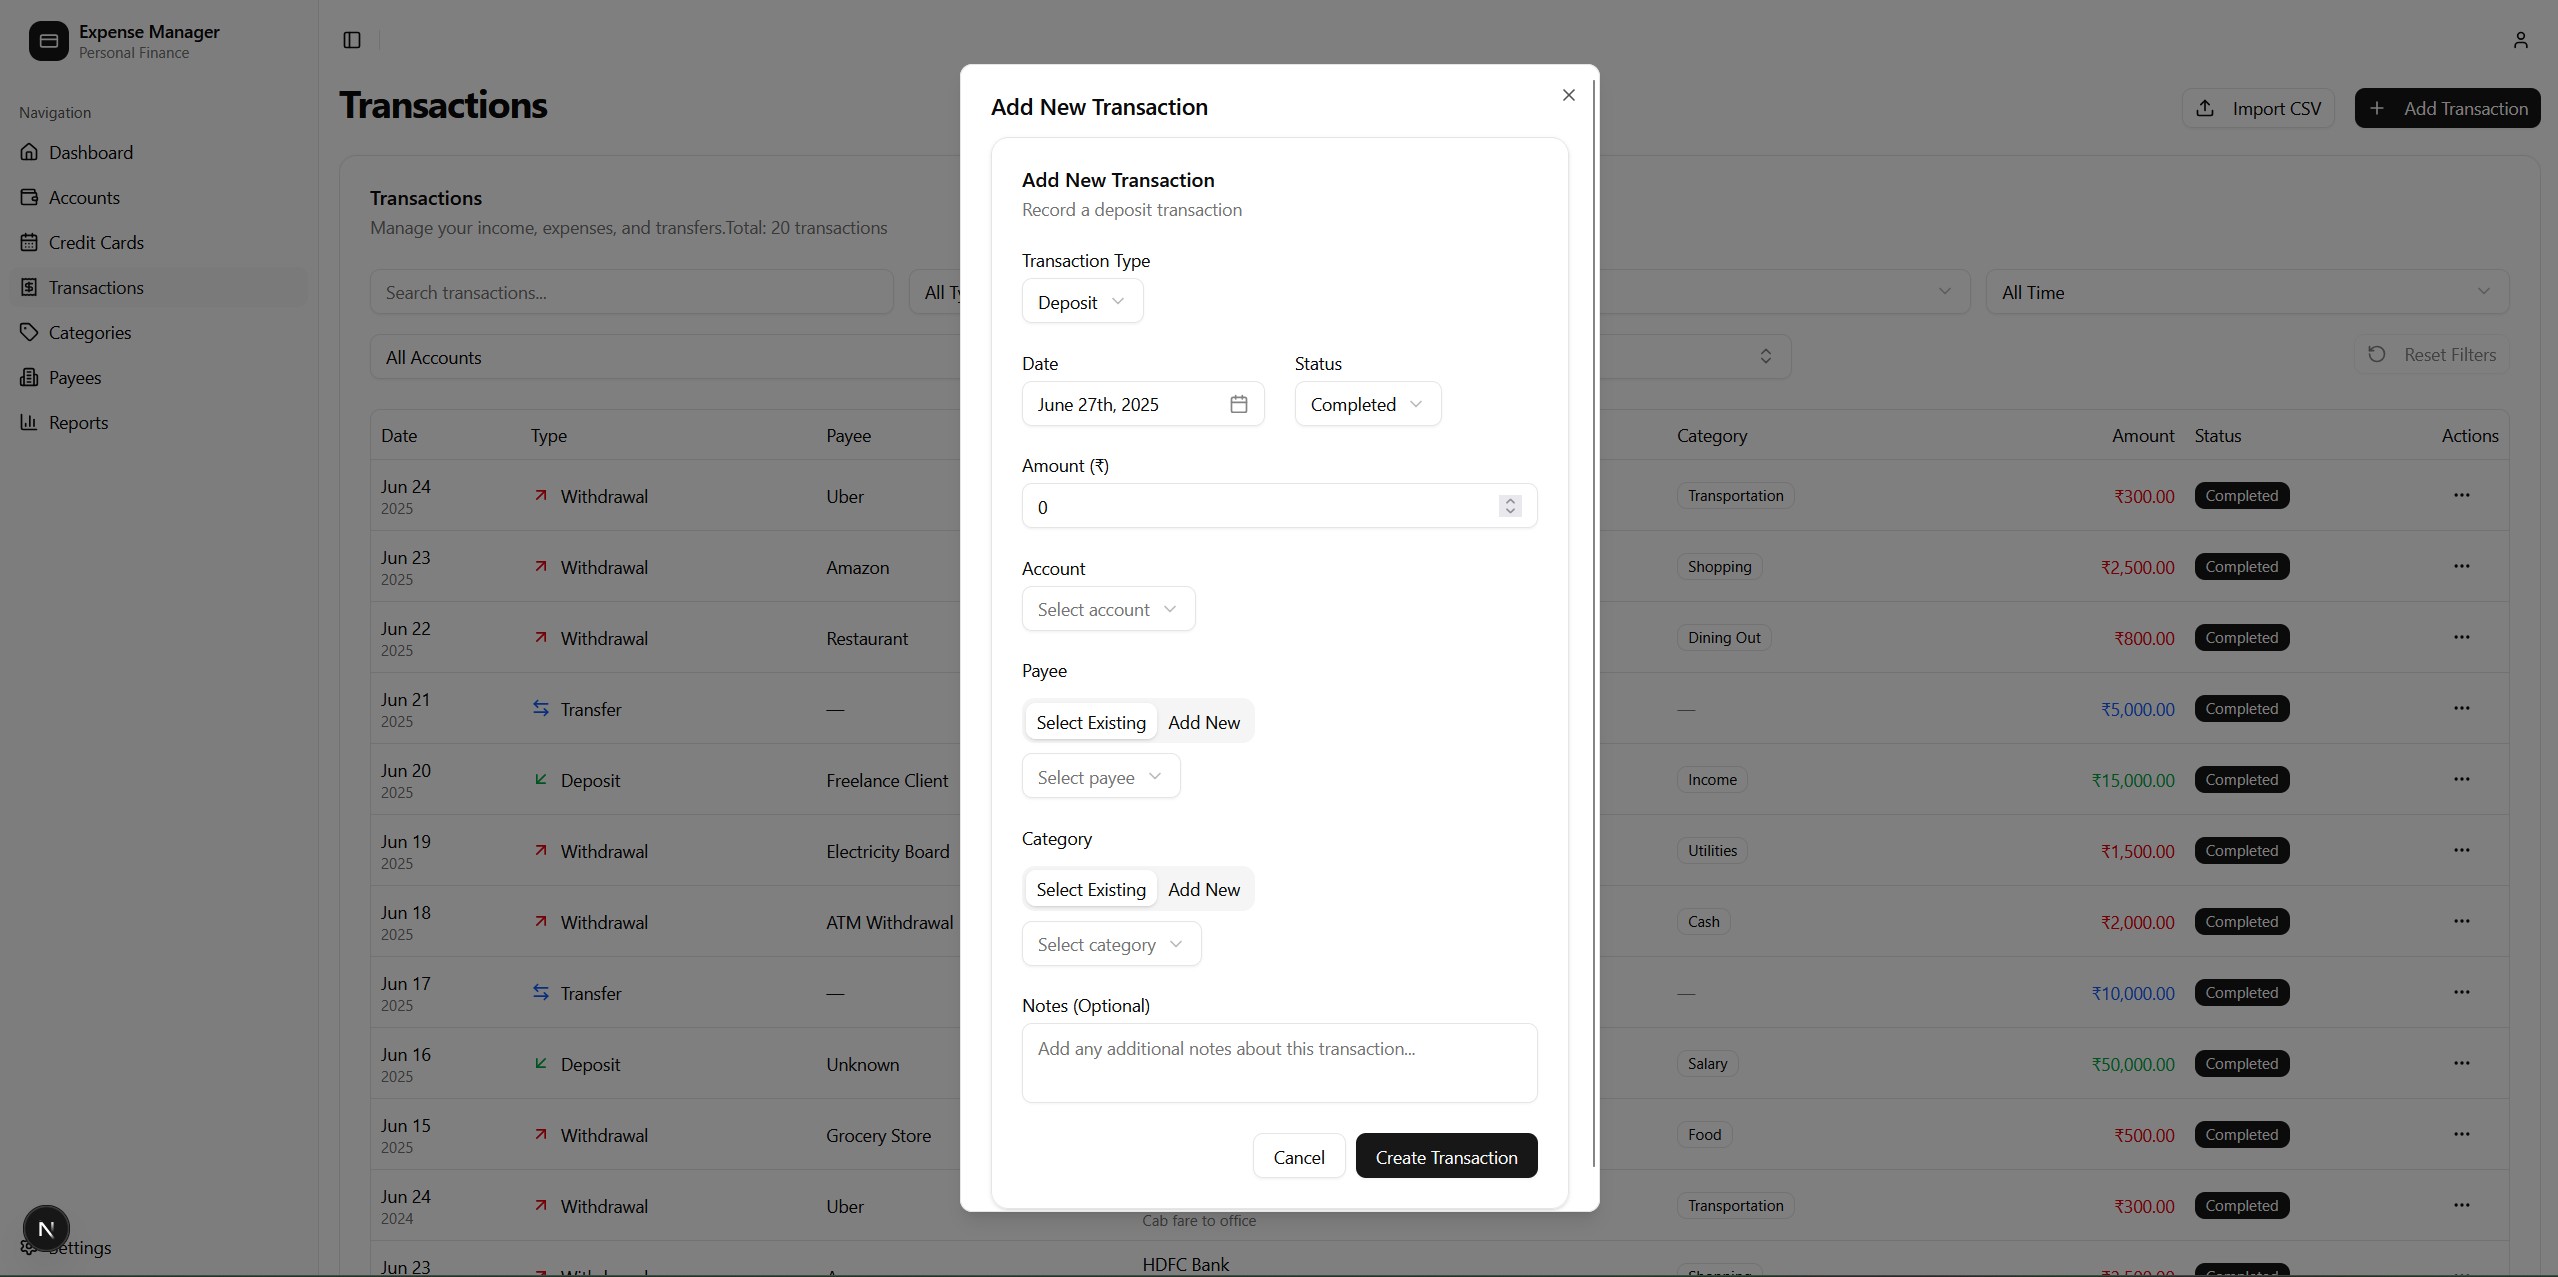 Expense Manager
Personal Finance
Navigation
Dashboard
Accounts
Credit Cards
Transactions
Categories
Payees
Reports
Settings
N
Transactions
Import CSV
Add Transaction
Transactions
Manage your income, expenses, and transfers.Total: 20 transactions
Search transactions...
All Ty
All Time
All Accounts
Reset Filters
Date Type Payee Category Amount Status Actions
Jun 24 Withdrawal Uber Transportation ₹300.00 Completed
2025
Jun 23 Withdrawal Amazon Shopping ₹2,500.00 Completed
2025
Jun 22 Withdrawal Restaurant Dining Out ₹800.00 Completed
2025
Jun 21 Transfer — — ₹5,000.00 Completed
2025
Jun 20 Deposit Freelance Client Income ₹15,000.00 Completed
2025
Jun 19 Withdrawal Electricity Board Utilities ₹1,500.00 Completed
2025
Jun 18 Withdrawal ATM Withdrawal Cash ₹2,000.00 Completed
2025
Jun 17 Transfer — — ₹10,000.00 Completed
2025
Jun 16 Deposit Unknown Salary ₹50,000.00 Completed
2025
Jun 15 Withdrawal Grocery Store Food ₹500.00 Completed
2025
Jun 24 Withdrawal Uber Transportation ₹300.00 Completed
2024
Cab fare to office
Jun 23
HDFC Bank
Add New Transaction
Add New Transaction
Record a deposit transaction
Transaction Type
Deposit
Date Status
June 27th, 2025 Completed
Amount (₹)
0
Account
Select account
Payee
Select Existing Add New
Select payee
Category
Select Existing Add New
Select category
Notes (Optional)
Add any additional notes about this transaction...
Cancel Create Transaction